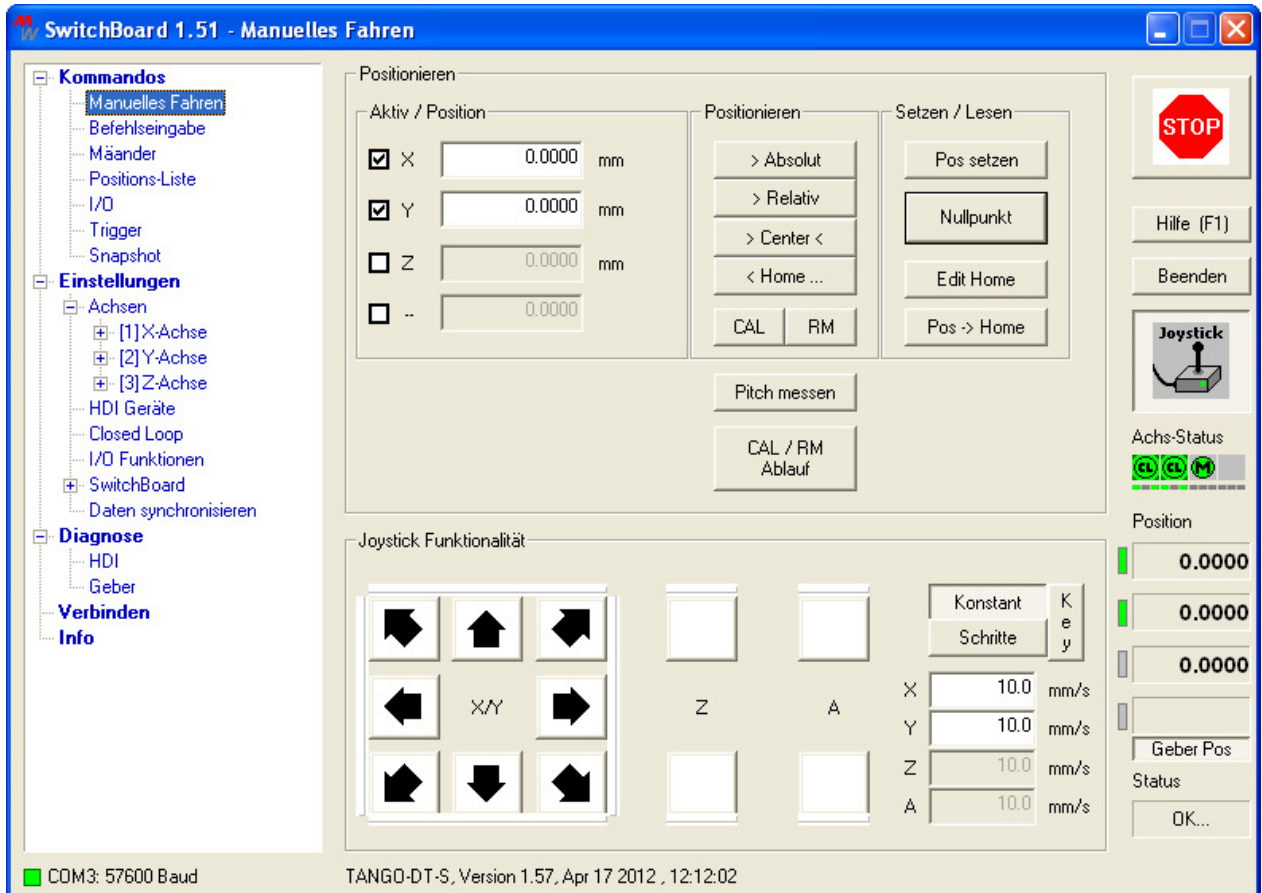 SwitchBoard 1.51 - Manuelles Fahren
Kommandos
Manuelles Fahren
Befehlseingabe
Mäander
Positions-Liste
I/O
Trigger
Snapshot
Einstellungen
Achsen
[1] X-Achse
[2] Y-Achse
[3] Z-Achse
HDI Geräte
Closed Loop
I/O Funktionen
SwitchBoard
Daten synchronisieren
Diagnose
HDI
Geber
Verbinden
Info
Positionieren
Aktiv / Position
X 0.0000 mm
Y 0.0000 mm
Z 0.0000 mm
-- 0.0000
Positionieren
> Absolut
> Relativ
> Center <
< Home ...
CAL RM
Setzen / Lesen
Pos setzen
Nullpunkt
Edit Home
Pos -> Home
Pitch messen
CAL / RM
Ablauf
Joystick Funktionalität
X/Y
Z
A
Konstant
Schritte
Key
X 10.0 mm/s
Y 10.0 mm/s
Z 10.0 mm/s
A 10.0 mm/s
STOP
Hilfe (F1)
Beenden
Joystick
Achs-Status
CL CL M
Position
0.0000
0.0000
0.0000
Geber Pos
Status
OK...
COM3: 57600 Baud
TANGO-DT-S, Version 1.57, Apr 17 2012 , 12:12:02